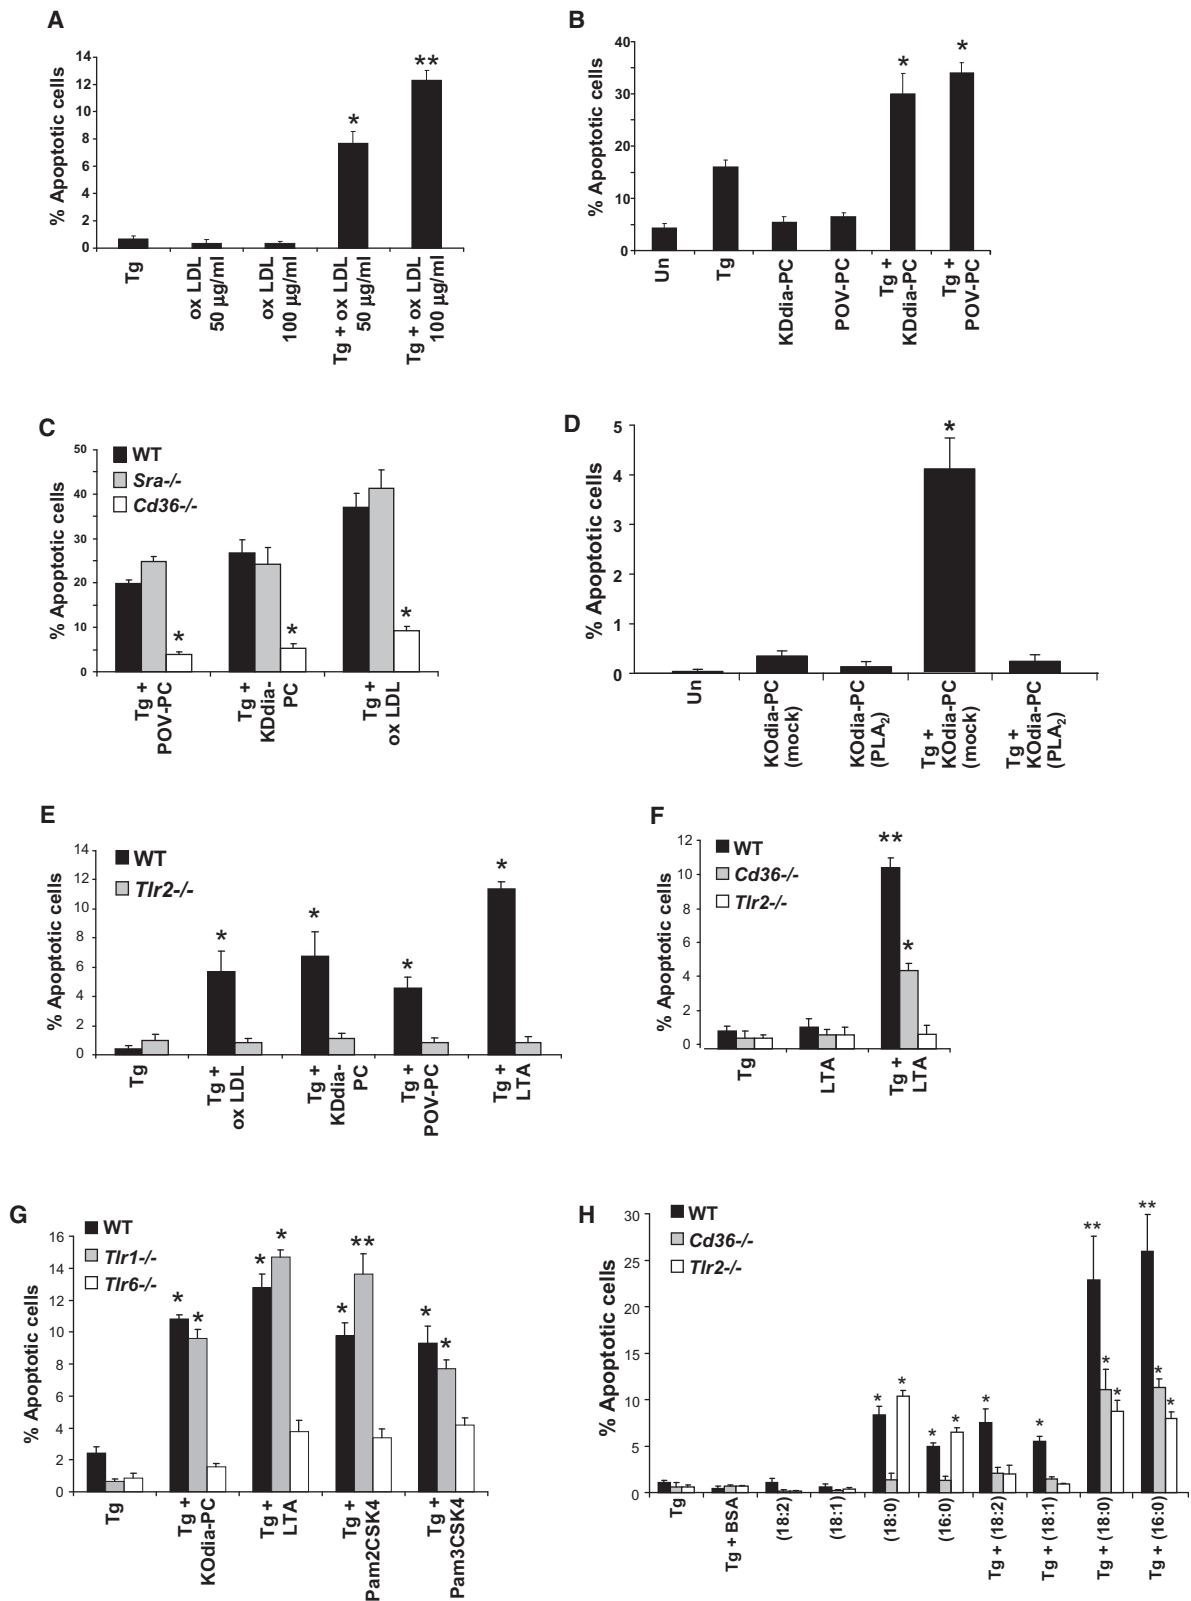 A
% Apoptotic cells
14
12
10
8
6
4
2
0
*
**
Tg
ox LDL
50 µg/ml
ox LDL
100 µg/ml
Tg + ox LDL
50 µg/ml
Tg + ox LDL
100 µg/ml
B
% Apoptotic cells
40
30
20
10
0
*
*
Un
Tg
KDdia-PC
POV-PC
Tg +
KDdia-PC
Tg +
POV-PC
C
% Apoptotic cells
50
40
30
20
10
0
WT
Sra-/-
Cd36-/-
*
*
*
Tg +
POV-PC
Tg +
KDdia-
PC
Tg +
ox LDL
D
% Apoptotic cells
5
4
3
2
1
0
*
Un
KOdia-PC
(mock)
KOdia-PC
(PLA2)
Tg +
KOdia-PC
(mock)
Tg +
KOdia-PC
(PLA2)
E
% Apoptotic cells
14
12
10
8
6
4
2
0
WT
Tlr2-/-
*
*
*
*
Tg
Tg +
ox LDL
Tg +
KDdia-
PC
Tg +
POV-PC
Tg +
LTA
F
% Apoptotic cells
12
10
8
6
4
2
0
WT
Cd36-/-
Tlr2-/-
**
*
Tg
LTA
Tg +
LTA
G
% Apoptotic cells
16
14
12
10
8
6
4
2
0
WT
Tlr1-/-
Tlr6-/-
* *
* *
* **
* *
Tg
Tg +
KOdia-PC
Tg +
LTA
Tg +
Pam2CSK4
Tg +
Pam3CSK4
H
% Apoptotic cells
30
25
20
15
10
5
0
WT
Cd36-/-
Tlr2-/-
* *
* *
*
*
** * *
** * *
Tg
Tg + BSA
(18:2)
(18:1)
(18:0)
(16:0)
Tg + (18:2)
Tg + (18:1)
Tg + (18:0)
Tg + (16:0)